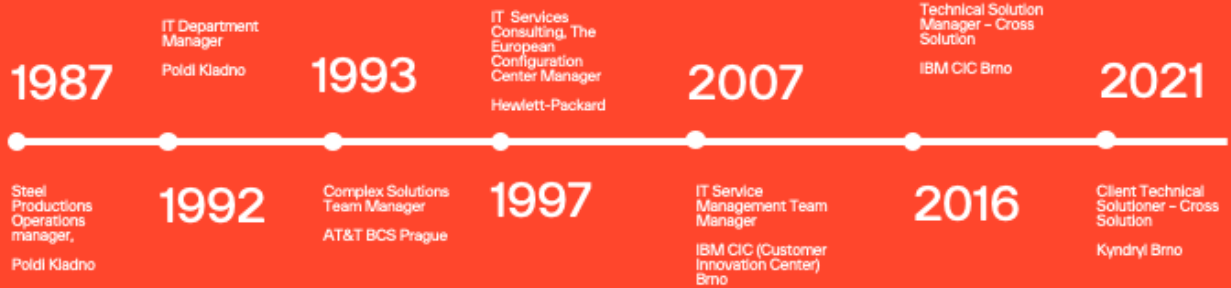 1987
Steel
Productions
Operations
manager,
Poldi Kladno
IT Department
Manager
Poldi Kladno
1992
1993
Complex Solutions
Team Manager
AT&T BCS Prague
IT Services
Consulting, The
European
Configuration
Center Manager
Hewlett-Packard
1997
2007
IT Service
Management Team
Manager
IBM CIC (Customer
Innovation Center)
Brno
Technical Solution
Manager – Cross
Solution
IBM CIC Brno
2016
2021
Client Technical
Solutioner – Cross
Solution
Kyndryl Brno